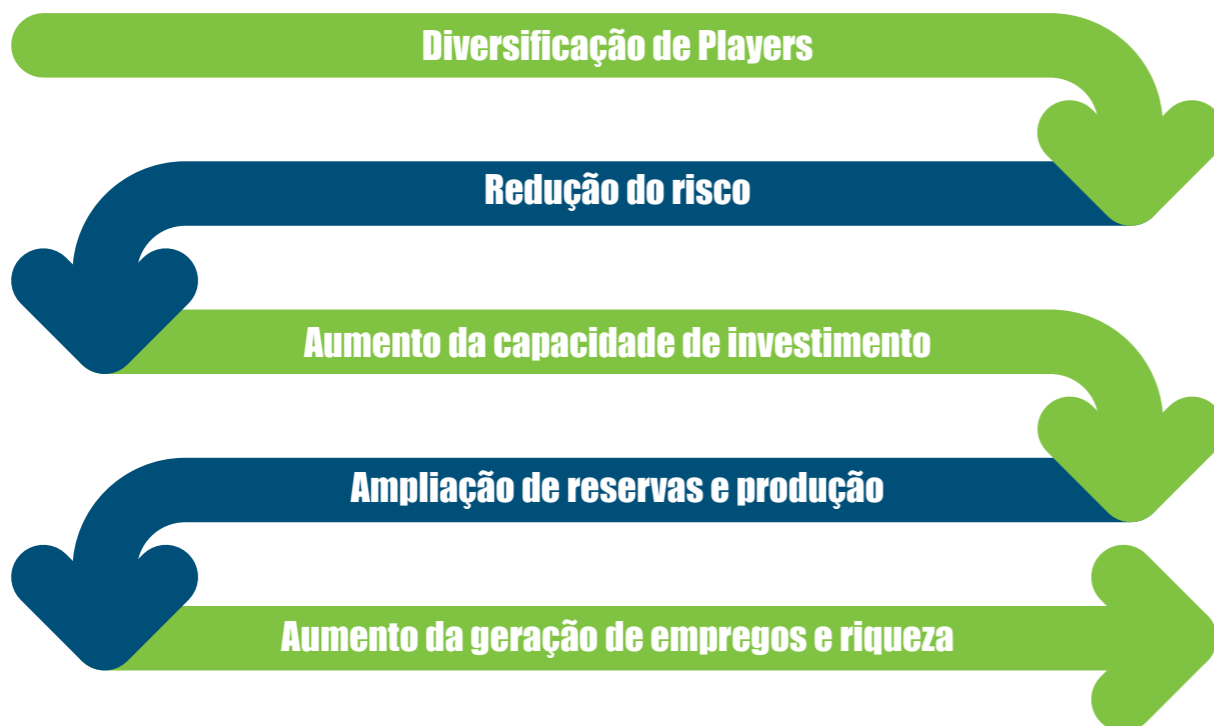 Diversificação de Players
Redução do risco
Aumento da capacidade de investimento
Ampliação de reservas e produção
Aumento da geração de empregos e riqueza